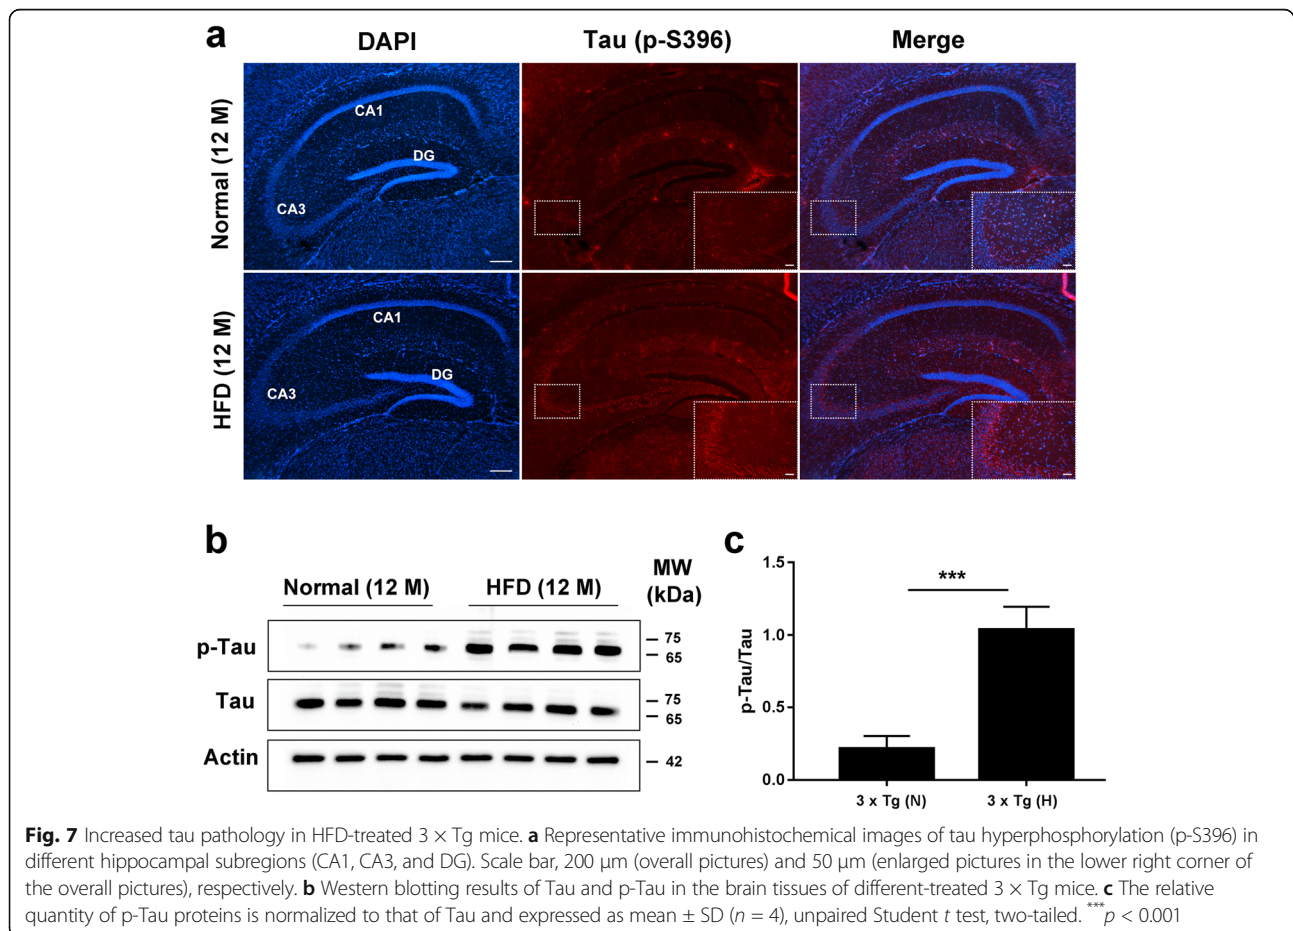 a
DAPI
Tau (p-S396)
Merge
Normal (12 M)
CA1
DG
CA3
HFD (12 M)
CA1
DG
CA3
b
Normal (12 M)
HFD (12 M)
MW
(kDa)
p-Tau
75
65
Tau
75
65
Actin
42
c
p-Tau/Tau
1.5
1.0
0.5
0.0
***
3 x Tg (N)
3 x Tg (H)
Fig. 7 Increased tau pathology in HFD-treated 3 × Tg mice. a Representative immunohistochemical images of tau hyperphosphorylation (p-S396) in
different hippocampal subregions (CA1, CA3, and DG). Scale bar, 200 μm (overall pictures) and 50 μm (enlarged pictures in the lower right corner of
the overall pictures), respectively. b Western blotting results of Tau and p-Tau in the brain tissues of different-treated 3 × Tg mice. c The relative
quantity of p-Tau proteins is normalized to that of Tau and expressed as mean ± SD (n = 4), unpaired Student t test, two-tailed. ***p < 0.001